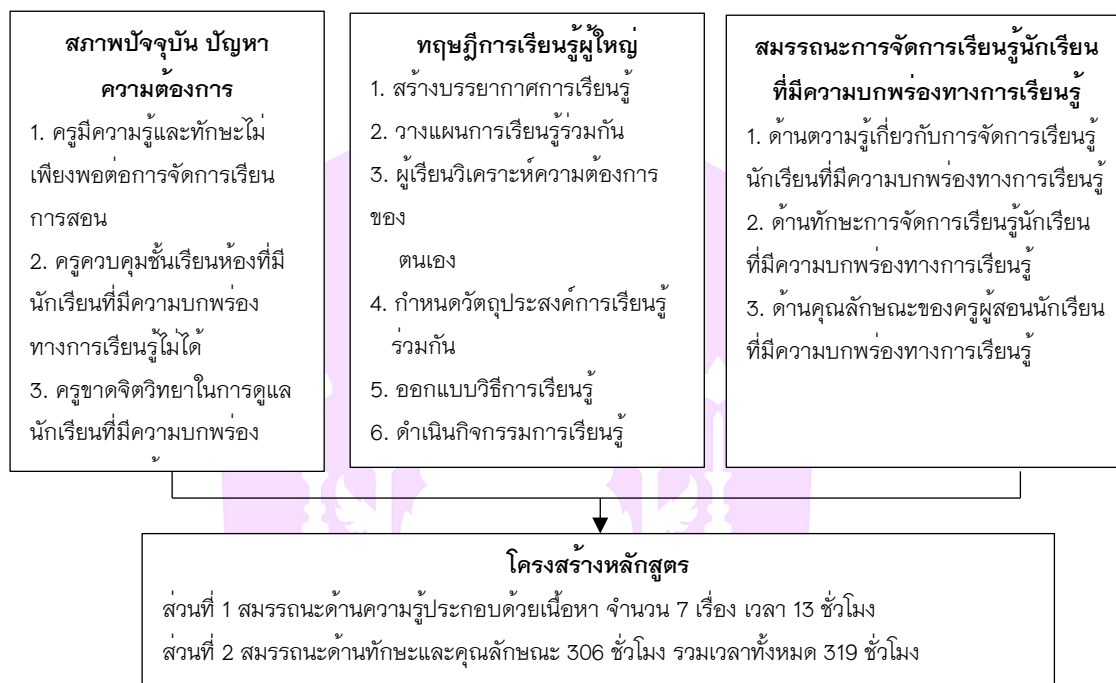 สภาพปัจจุบัน ปัญหา
ความต้องการ
1. ครูมีความรู้และทักษะไม่
เพียงพอต่อการจัดการเรียน
การสอน
2. ครูควบคุมชั้นเรียนห้องที่มี
นักเรียนที่มีความบกพร่อง
ทางการเรียนรู้ไม่ได้
3. ครูขาดจิตวิทยาในการดูแล
นักเรียนที่มีความบกพร่อง
ทฤษฎีการเรียนรู้ผู้ใหญ่
1. สร้างบรรยากาศการเรียนรู้
2. วางแผนการเรียนรู้ร่วมกัน
3. ผู้เรียนวิเคราะห์ความต้องการ
ของ
ตนเอง
4. กำหนดวัตถุประสงค์การเรียนรู้
ร่วมกัน
5. ออกแบบวิธีการเรียนรู้
6. ดำเนินกิจกรรมการเรียนรู้
สมรรถนะการจัดการเรียนรู้นักเรียน
ที่มีความบกพร่องทางการเรียนรู้
1. ด้านตวามรู้เกี่ยวกับการจัดการเรียนรู้
นักเรียนที่มีความบกพร่องทางการเรียนรู้
2. ด้านทักษะการจัดการเรียนรู้นักเรียน
ที่มีความบกพร่องทางการเรียนรู้
3. ด้านคุณลักษณะของครูผู้สอนนักเรียน
ที่มีความบกพร่องทางการเรียนรู้
โครงสร้างหลักสูตร
ส่วนที่ 1 สมรรถนะด้านความรู้ประกอบด้วยเนื้อหา จำนวน 7 เรื่อง เวลา 13 ชั่วโมง
ส่วนที่ 2 สมรรถนะด้านทักษะและคุณลักษณะ 306 ชั่วโมง รวมเวลาทั้งหมด 319 ชั่วโมง